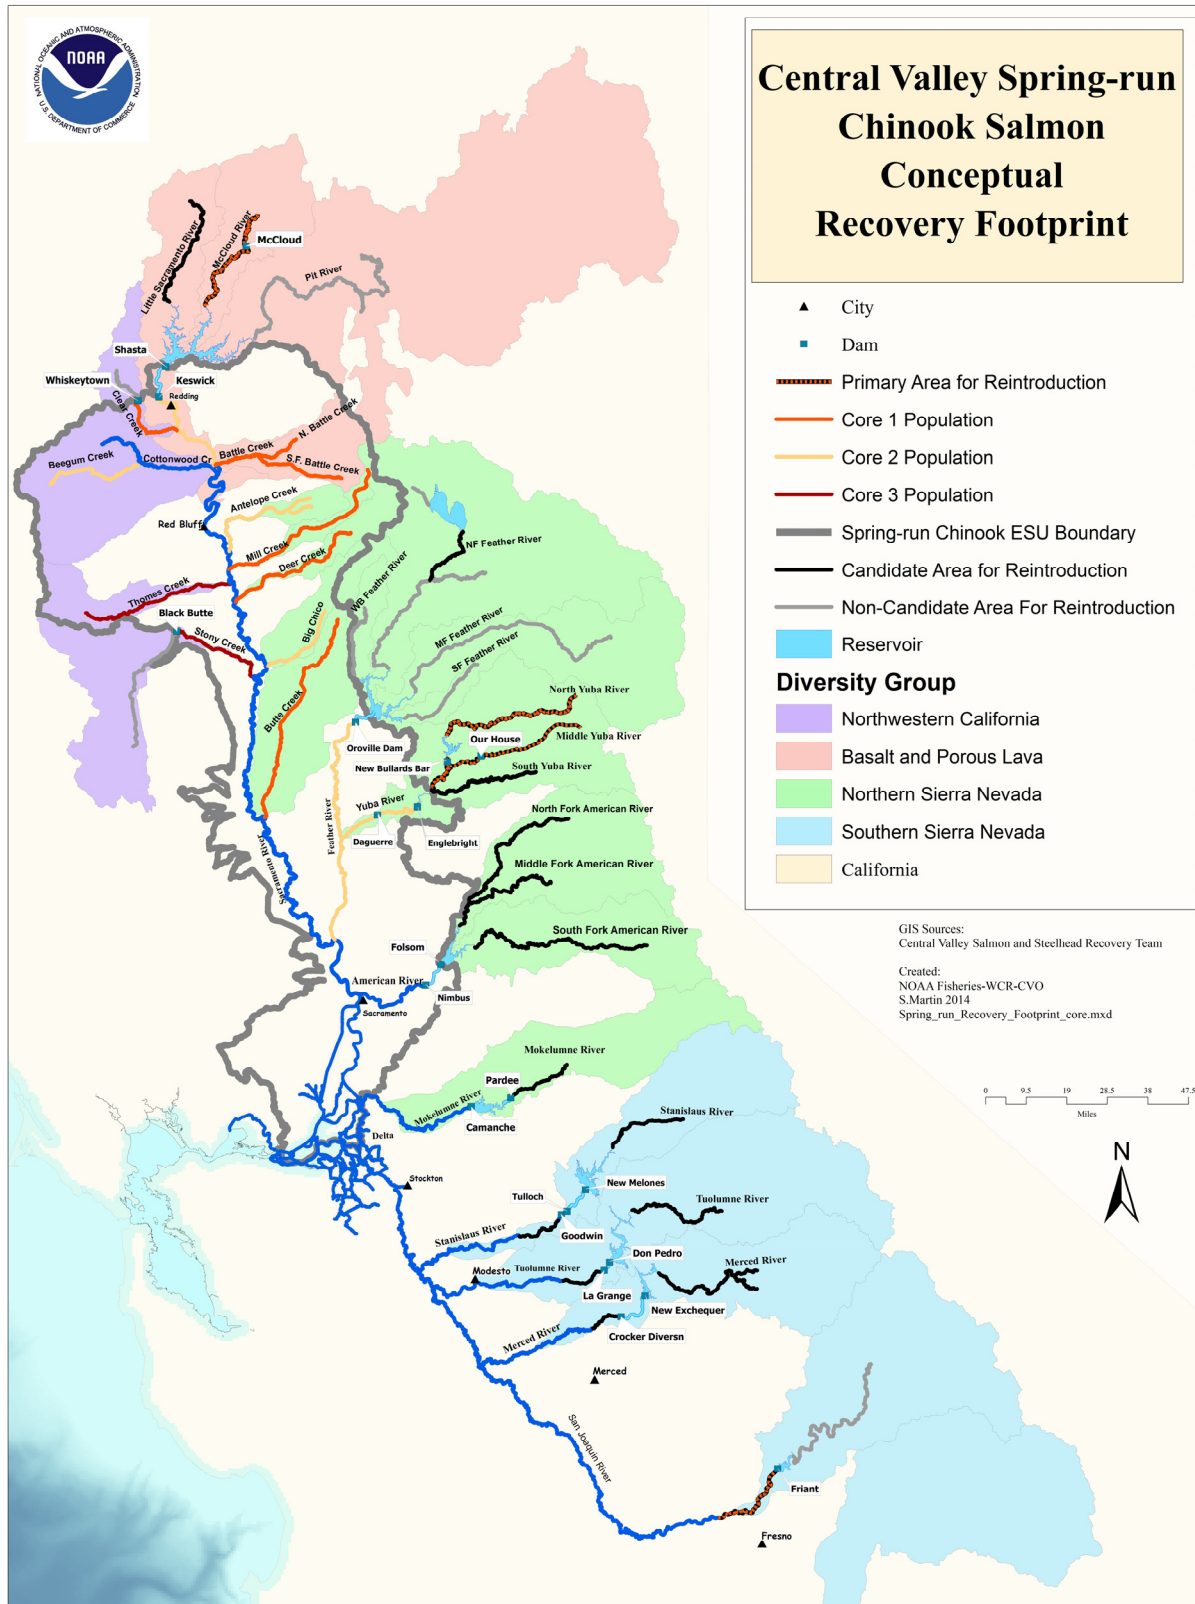 NATIONAL OCEANIC AND ATMOSPHERIC ADMINISTRATION
NOAA
U.S. DEPARTMENT OF COMMERCE
Central Valley Spring-run
Chinook Salmon
Conceptual
Recovery Footprint
City
Dam
Primary Area for Reintroduction
Core 1 Population
Core 2 Population
Core 3 Population
Spring-run Chinook ESU Boundary
Candidate Area for Reintroduction
Non-Candidate Area For Reintroduction
Reservoir
Diversity Group
Northwestern California
Basalt and Porous Lava
Northern Sierra Nevada
Southern Sierra Nevada
California
GIS Sources:
Central Valley Salmon and Steelhead Recovery Team
Created:
NOAA Fisheries-WCR-CVO
S.Martin 2014
Spring_run_Recovery_Footprint_core.mxd
0 9.5 19 28.5 38 47.5
Miles
N
Little Sacramento River
McCloud River
McCloud
Pit River
Shasta
Whiskeytown
Keswick
Redding
Clear Creek
N. Battle Creek
Battle Creek
S.F. Battle Creek
Beegum Creek
Cottonwood Cr
Antelope Creek
Red Bluff
Mill Creek
Deer Creek
NF Feather River
WB Feather River
Thomes Creek
Black Butte
Stony Creek
Big Chico
MF Feather River
SF Feather River
Butte Creek
North Yuba River
Oroville Dam
Our House
Middle Yuba River
New Bullards Bar
South Yuba River
Feather River
Yuba River
Daguerre
Englebright
North Fork American River
Sacramento River
Middle Fork American River
South Fork American River
Folsom
American River
Nimbus
Sacramento
Mokelumne River
Pardee
Mokelumne River
Camanche
Delta
Stanislaus River
Stockton
New Melones
Tulloch
Tuolumne River
Stanislaus River
Goodwin
Don Pedro
Modesto
Tuolumne River
Merced River
La Grange
New Exchequer
Merced River
Crocker Diversn
Merced
San Joaquin River
Friant
Fresno